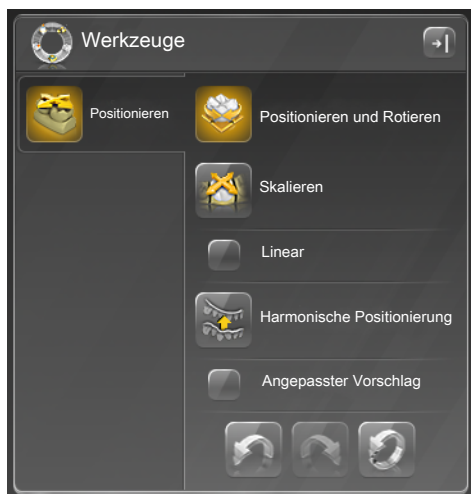 Werkzeuge
Positionieren
Positionieren und Rotieren
Skalieren
Linear
Harmonische Positionierung
Angepasster Vorschlag